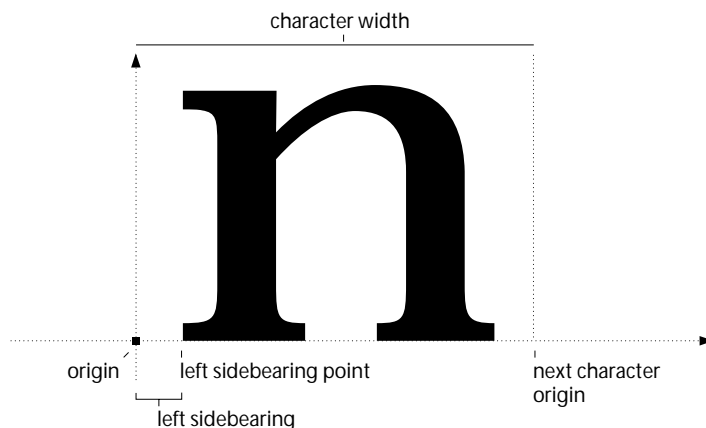 character width
n
origin
left sidebearing point
next character
origin
left sidebearing